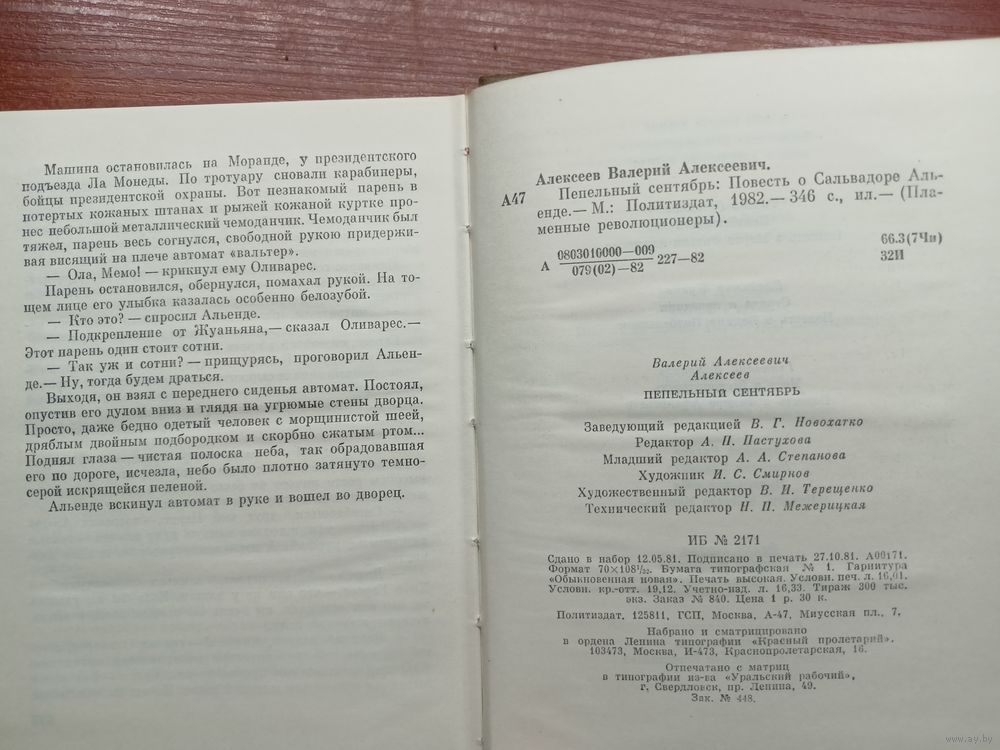 Машина остановилась на Моранде, у президентского
подъезда Ла Монеды. По тротуару сновали карабинеры,
бойцы президентской охраны. Вот незнакомый парень в
потертых кожаных штанах и рыжей кожаной куртке про-
нес небольшой металлический чемоданчик. Чемоданчик был
тяжел, парень весь согнулся, свободной рукою придержи-
вая висящий на плече автомат «вальтер».
— Ола, Мемо! — крикнул ему Оливарес.
Парень остановился, обернулся, помахал рукой. На то-
щем лице его улыбка казалась особенно белозубой.
— Кто это? — спросил Альенде.
— Подкрепление от Жуаньяна,— сказал Оливарес.—
Этот парень один стоит сотни.
— Так уж и сотни? — прищурясь, проговорил Альен-
де.— Ну, тогда будем драться.
Выходя, он взял с переднего сиденья автомат. Постоял,
опустив его дулом вниз и глядя на угрюмые стены дворца.
Просто, даже бедно одетый человек с морщинистой шеей,
дряблым двойным подбородком и скорбно сжатым ртом...
Поднял глаза — чистая полоска неба, так обрадовавшая
его по дороге, исчезла, небо было плотно затянуто темно-
серой искрящейся пеленой.
Альенде вскинул автомат в руке и вошел во дворец.
Алексеев Валерий Алексеевич.
А47 Пепельный сентябрь: Повесть о Сальвадоре Аль-
енде.— М.: Политиздат, 1982.— 346 с., ил.— (Пла-
менные революционеры).
А 0803010000—009 227—82 66.3(7Чи)
079(02)—82 32И
Валерий Алексеевич
Алексеев
ПЕПЕЛЬНЫЙ СЕНТЯБРЬ
Заведующий редакцией В. Г. Новохатко
Редактор А. П. Пастухова
Младший редактор А. А. Степанова
Художник И. С. Смирнов
Художественный редактор В. И. Терещенко
Технический редактор Н. П. Межерицкая
ИБ № 2171
Сдано в набор 12.05.81. Подписано в печать 27.10.81. А00171.
Формат 70×108¹/₃₂. Бумага типографская № 1. Гарнитура
«Обыкновенная новая». Печать высокая. Условн. печ. л. 16,01.
Условн. кр.-отт. 19,12. Учетно-изд. л. 16,33. Тираж 300 тыс.
экз. Заказ № 840. Цена 1 р. 30 к.
Политиздат. 125811, ГСП, Москва, А-47, Миусская пл., 7.
Набрано и сматрицировано
в ордена Ленина типографии «Красный пролетарий».
103473, Москва, И-473, Краснопролетарская, 16.
Отпечатано с матриц
в типографии из-ва «Уральский рабочий»,
г. Свердловск, пр. Ленина, 49.
Зак. № 448.
www.ay.by